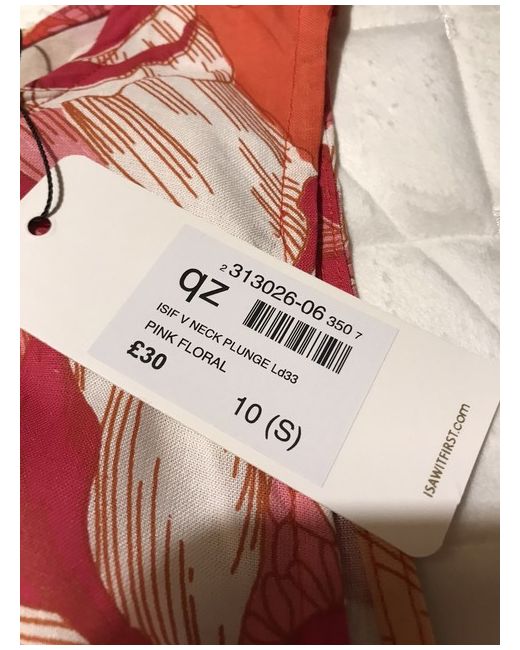 qz
2 313026-06 350 7
ISIF V NECK PLUNGE Ld33
PINK FLORAL
£30
10 (S)
ISAWITFIRST.com